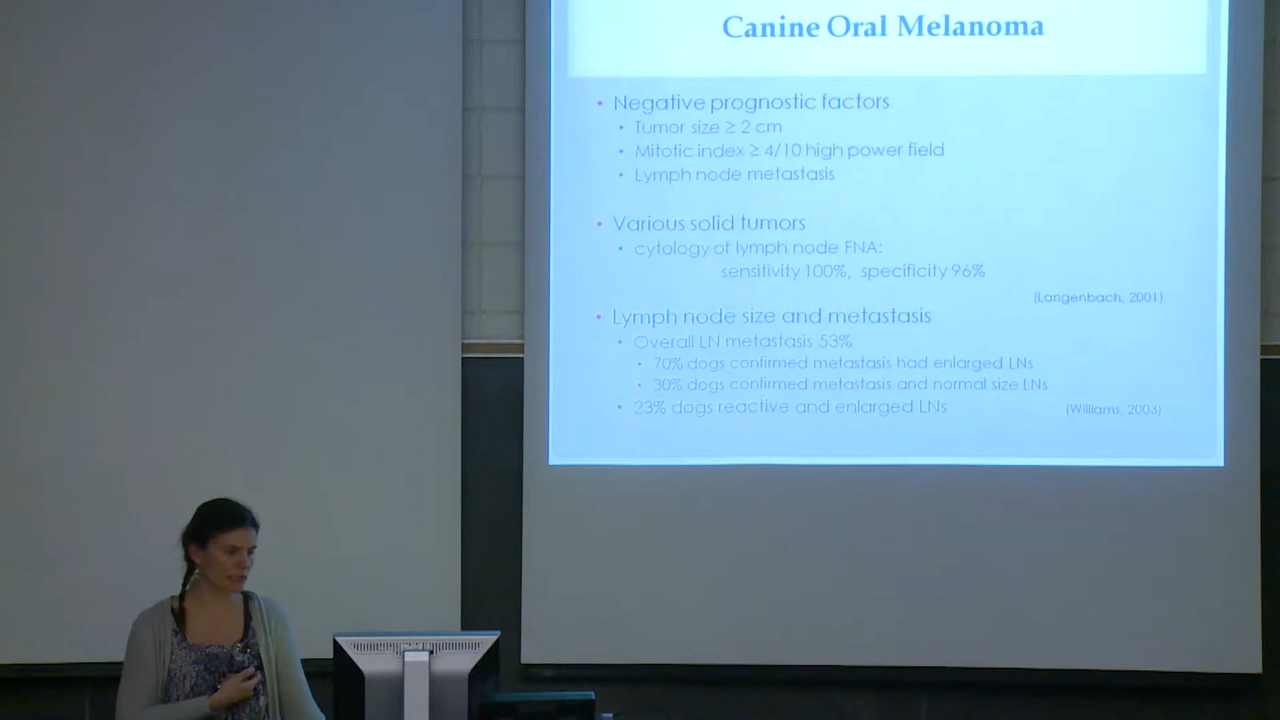 Canine Oral Melanoma
• Negative prognostic factors
• Tumor size ≥ 2 cm
• Mitotic index ≥ 4/10 high power field
• Lymph node metastasis
• Various solid tumors
• cytology of lymph node FNA:
sensitivity 100%, specificity 96%
(Langenbach, 2001)
• Lymph node size and metastasis
• Overall LN metastasis 53%
• 70% dogs confirmed metastasis had enlarged LNs
• 30% dogs confirmed metastasis and normal size LNs
• 23% dogs reactive and enlarged LNs
(Williams, 2003)